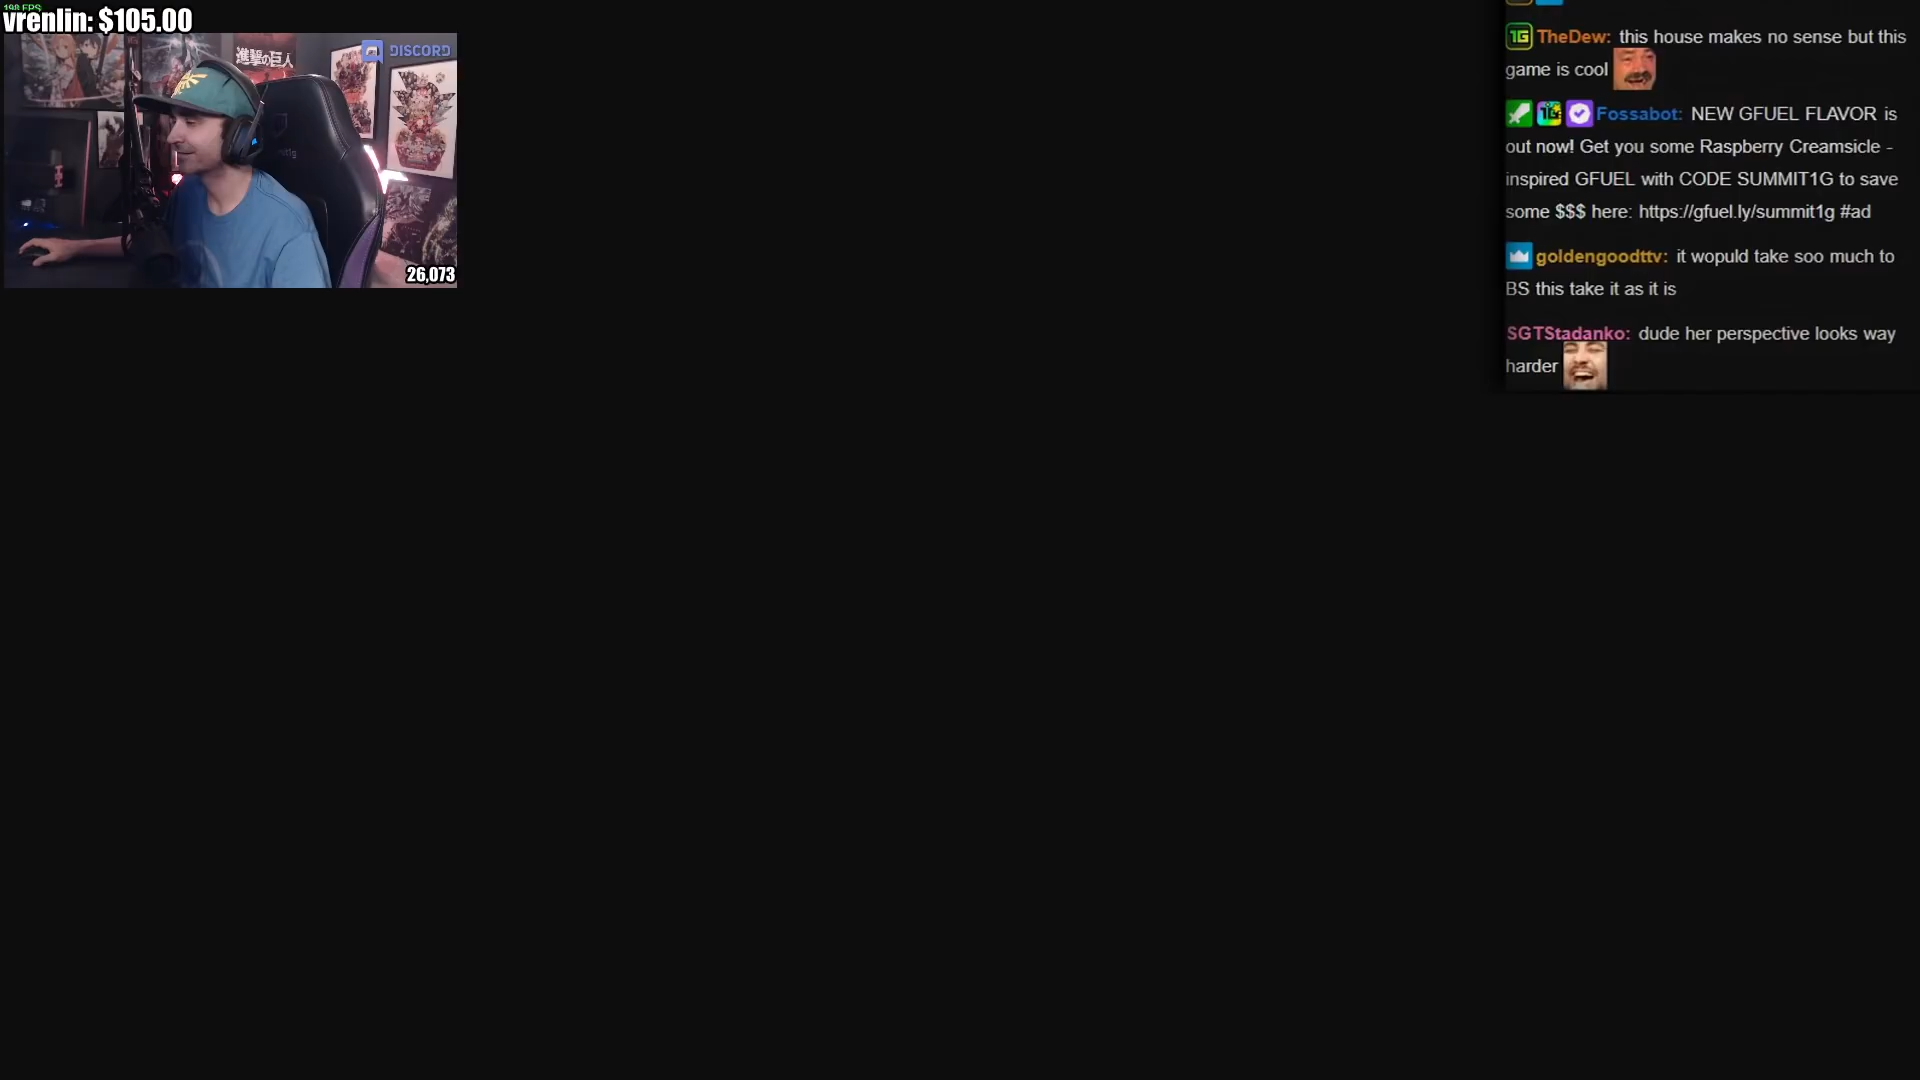 198 FPS
vrenlin: $105.00
進撃の巨人
DISCORD
26,073
TheDew: this house makes no sense but this
game is cool
Fossabot: NEW GFUEL FLAVOR is
out now! Get you some Raspberry Creamsicle -
inspired GFUEL with CODE SUMMIT1G to save
some $$$ here: https://gfuel.ly/summit1g #ad
goldengoodttv: it wopuld take soo much to
BS this take it as it is
SGTStadanko: dude her perspective looks way
harder